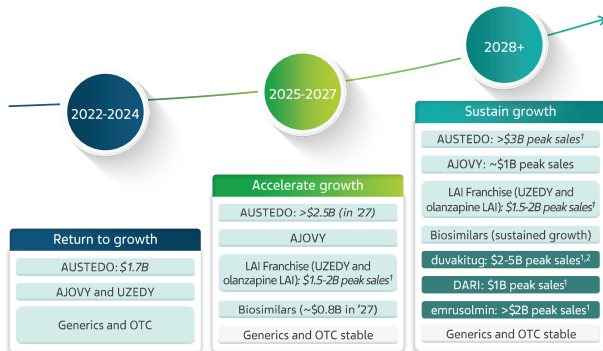 2022-2024
2025-2027
2028+
Return to growth
AUSTEDO: $1.7B
AJOVY and UZEDY
Generics and OTC
Accelerate growth
AUSTEDO: >$2.5B (in '27)
AJOVY
LAI Franchise (UZEDY and
olanzapine LAI): $1.5-2B peak sales¹
Biosimilars (~$0.8B in '27)
Generics and OTC stable
Sustain growth
AUSTEDO: >$3B peak sales¹
AJOVY: ~$1B peak sales
LAI Franchise (UZEDY and
olanzapine LAI): $1.5-2B peak sales¹
Biosimilars (sustained growth)
duvakitug: $2-5B peak sales¹,²
DARI: $1B peak sales¹
emrusolmin: >$2B peak sales¹
Generics and OTC stable